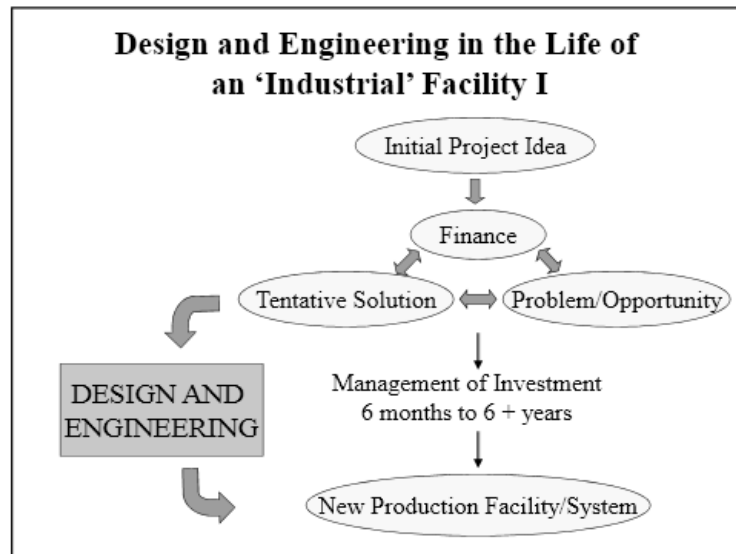 Design and Engineering in the Life of
an ‘Industrial’ Facility I
Initial Project Idea
Finance
Tentative Solution
Problem/Opportunity
DESIGN AND
ENGINEERING
Management of Investment
6 months to 6 + years
New Production Facility/System